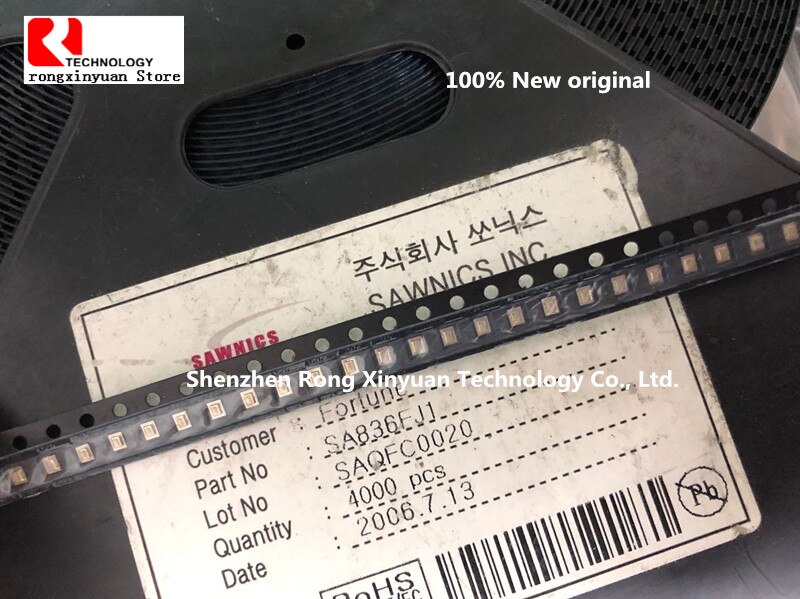 R
TECHNOLOGY
rongxinyuan Store
100% New original
주식회사 쏘닉스
SAWNICS INC
SAWNICS
Shenzhen Rong Xinyuan Technology Co., Ltd.
Customer : Fortune
Part No : SA836FJ1
Lot No : SAQFC0020
Quantity : 4000 pcs
Date : 2006.7.13
RoHS
Pb